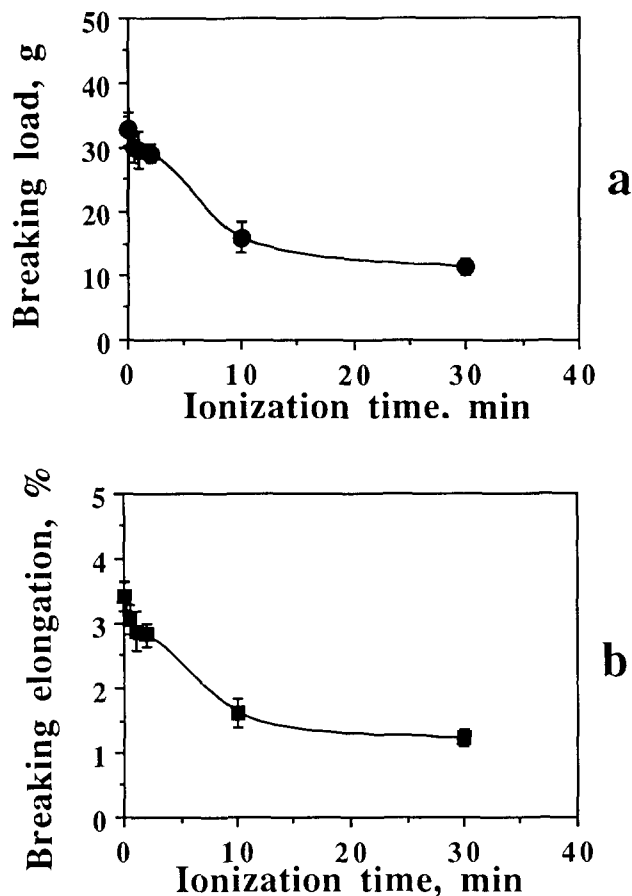 50
40
30
20
10
0
Breaking load, g
0 10 20 30 40
Ionization time. min
a
5
4
3
2
1
0
Breaking elongation, %
0 10 20 30 40
Ionization time, min
b